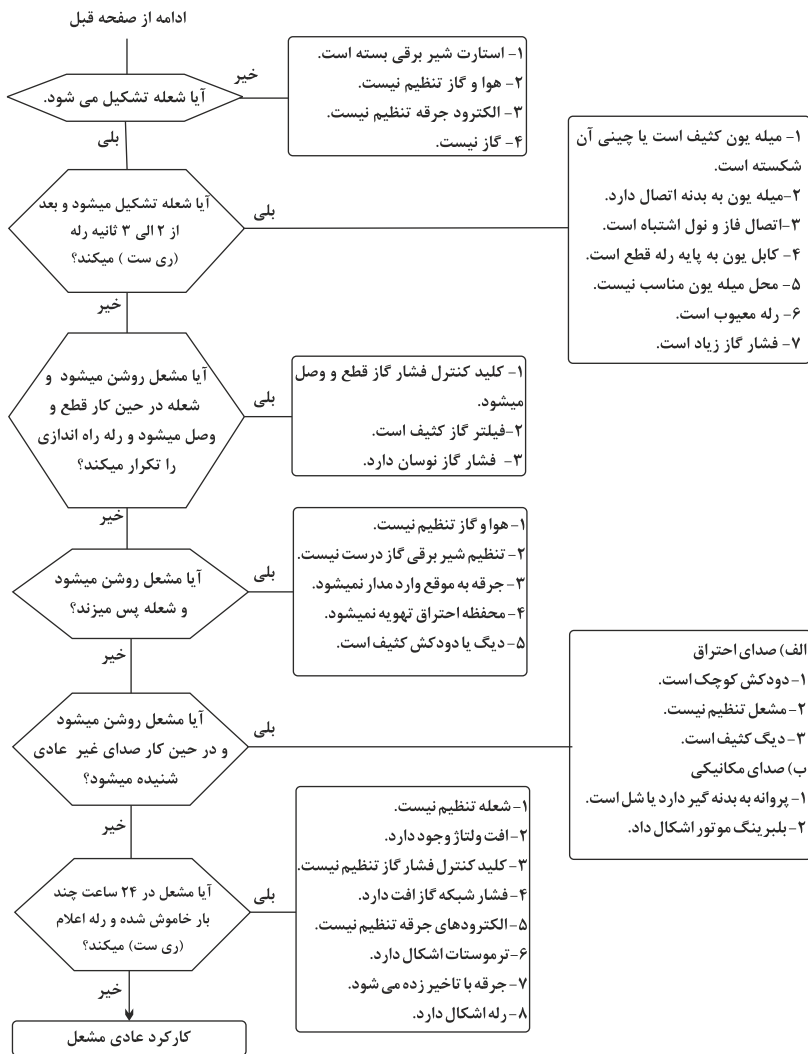 ادامه از صفحه قبل
آیا شعله تشکیل می شود.
خیر
۱- استارت شیر برقی بسته است.
۲- هوا و گاز تنظیم نیست.
۳- الکترود جرقه تنظیم نیست.
۴- گاز نیست.
بلی
آیا شعله تشکیل میشود و بعد
از ۲ الی ۳ ثانیه رله
(ری ست ) میکند؟
بلی
۱- میله یون کثیف است یا چینی آن
شکسته است.
۲-میله یون به بدنه اتصال دارد.
۳-اتصال فاز و نول اشتباه است.
۴- کابل یون به پایه رله قطع است.
۵- محل میله یون مناسب نیست.
۶- رله معیوب است.
۷- فشار گاز زیاد است.
خیر
آیا مشعل روشن میشود و
شعله در حین کار قطع و
وصل میشود و رله راه اندازی
را تکرار میکند؟
بلی
۱- کلید کنترل فشار گاز قطع و وصل
میشود.
۲-فیلتر گاز کثیف است.
۳- فشار گاز نوسان دارد.
خیر
آیا مشعل روشن میشود
و شعله پس میزند؟
بلی
۱- هوا و گاز تنظیم نیست.
۲- تنظیم شیر برقی گاز درست نیست.
۳- جرقه به موقع وارد مدار نمیشود.
۴- محفظه احتراق تهویه نمیشود.
۵- دیگ یا دودکش کثیف است.
خیر
آیا مشعل روشن میشود
و در حین کار صدای غیر عادی
شنیده میشود؟
بلی
الف) صدای احتراق
۱- دودکش کوچک است.
۲- مشعل تنظیم نیست.
۳- دیگ کثیف است.
ب) صدای مکانیکی
۱- پروانه به بدنه گیر دارد یا شل است.
۲- بلبرینگ موتور اشکال داد.
خیر
آیا مشعل در ۲۴ ساعت چند
بار خاموش شده و رله اعلام
(ری ست) میکند؟
بلی
۱- شعله تنظیم نیست.
۲- افت ولتاژ وجود دارد.
۳- کلید کنترل فشار گاز تنظیم نیست.
۴- فشار شبکه گاز افت دارد.
۵- الکترودهای جرقه تنظیم نیست.
۶- ترموستات اشکال دارد.
۷- جرقه با تاخیر زده می شود.
۸- رله اشکال دارد.
خیر
کارکرد عادی مشعل